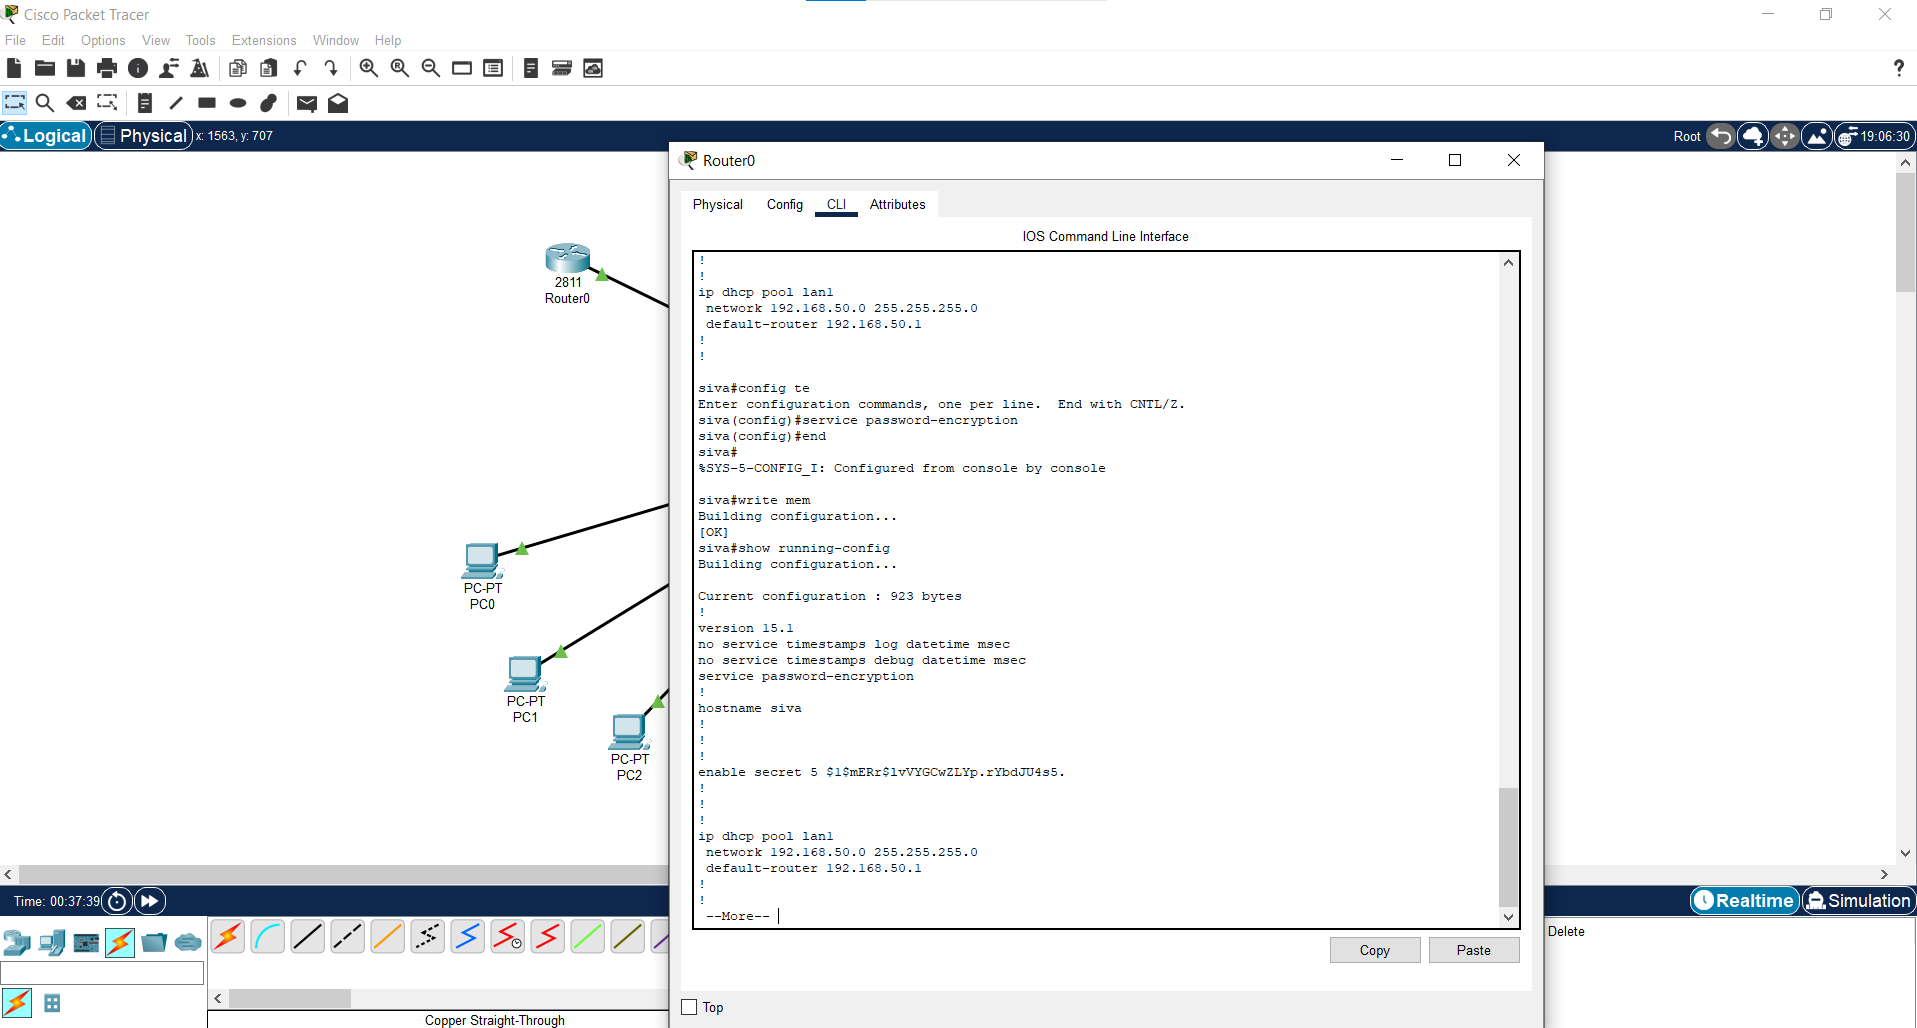 Cisco Packet Tracer
File Edit Options View Tools Extensions Window Help
?
Logical Physical x: 1563, y: 707
Root 19:06:30
2811
Router0
PC-PT
PC0
PC-PT
PC1
PC-PT
PC2
Router0
Physical Config CLI Attributes
IOS Command Line Interface
!
!
ip dhcp pool lan1
network 192.168.50.0 255.255.255.0
default-router 192.168.50.1
!
!
siva#config te
Enter configuration commands, one per line. End with CNTL/Z.
siva(config)#service password-encryption
siva(config)#end
siva#
%SYS-5-CONFIG_I: Configured from console by console
siva#write mem
Building configuration...
[OK]
siva#show running-config
Building configuration...
Current configuration : 923 bytes
!
version 15.1
no service timestamps log datetime msec
no service timestamps debug datetime msec
service password-encryption
!
hostname siva
!
!
!
enable secret 5 $1$mERr$lvVYGCwZLYp.rYbdJU4s5.
!
!
!
ip dhcp pool lan1
network 192.168.50.0 255.255.255.0
default-router 192.168.50.1
!
!
--More--
Copy Paste
Top
Time: 00:37:39
Realtime Simulation
Delete
Copper Straight-Through